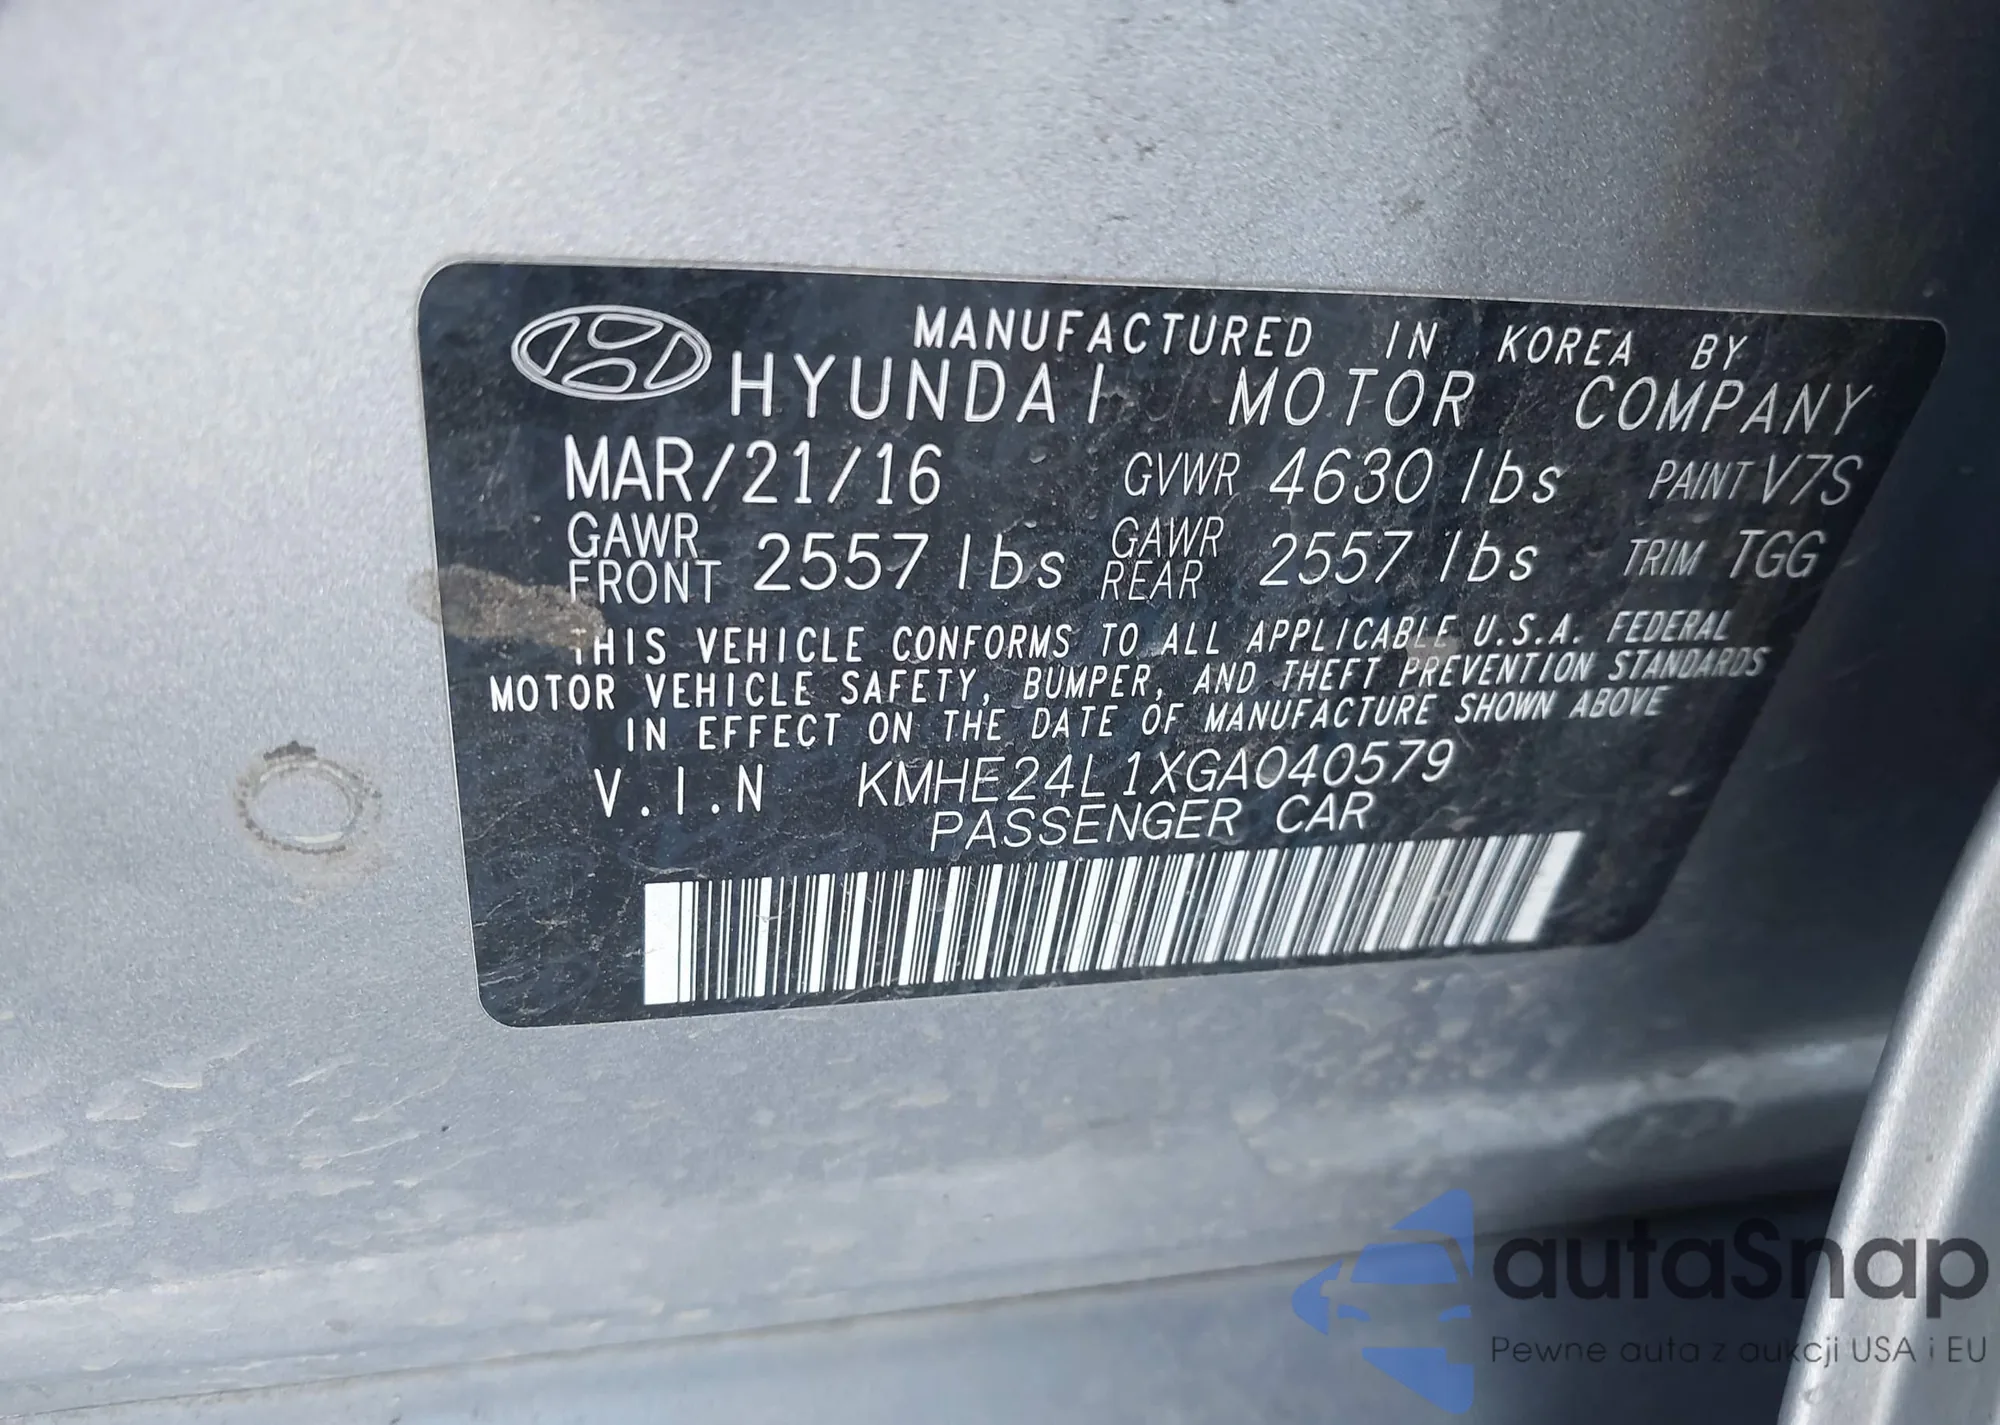 MANUFACTURED IN KOREA BY
HYUNDAI MOTOR COMPANY
MAR/21/16 GVWR 4630 lbs PAINT V7S
GAWR FRONT 2557 lbs GAWR REAR 2557 lbs TRIM TGG
THIS VEHICLE CONFORMS TO ALL APPLICABLE U.S.A. FEDERAL
MOTOR VEHICLE SAFETY, BUMPER, AND THEFT PREVENTION STANDARDS
IN EFFECT ON THE DATE OF MANUFACTURE SHOWN ABOVE
V.I.N KMHE24L1XGA040579
PASSENGER CAR
autaSnap
Pewne auta z aukcji USA i EU